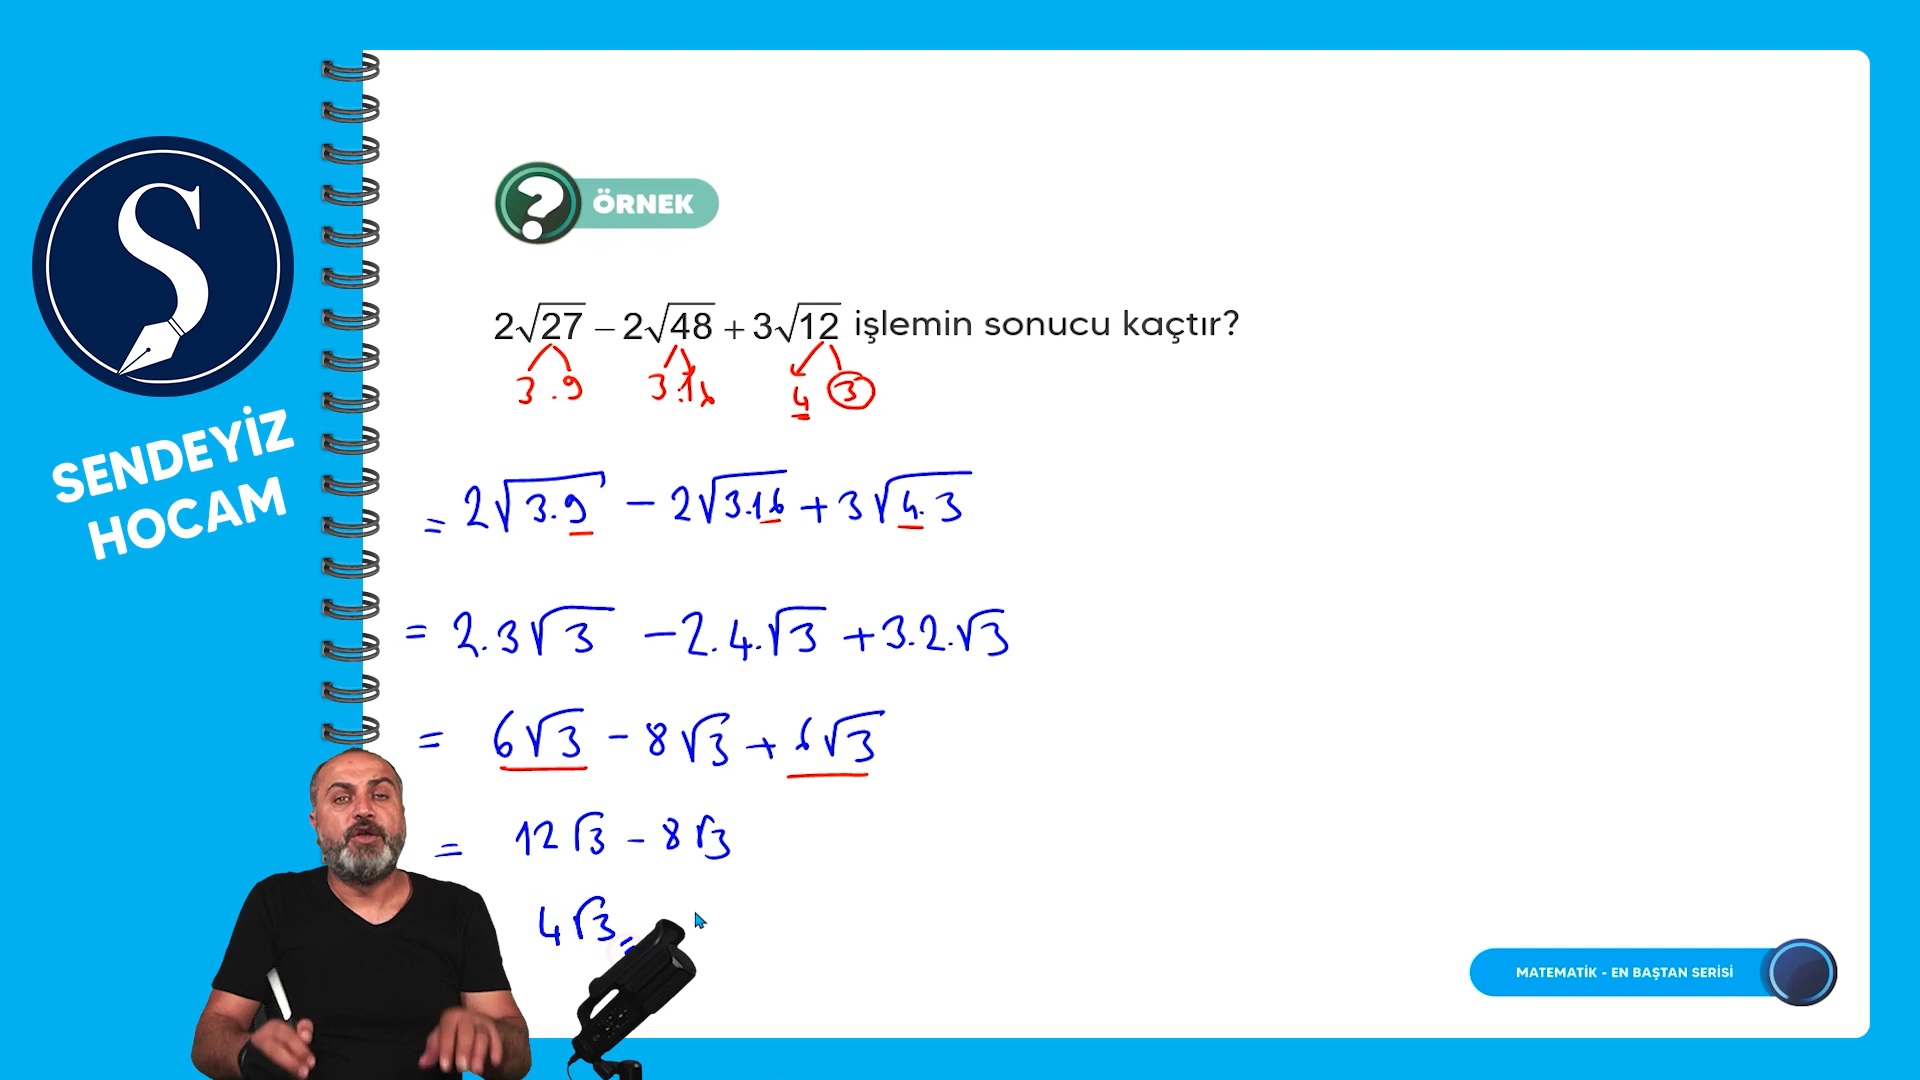 S
SENDEYİZ
HOCAM
? ÖRNEK
2√27 − 2√48 + 3√12 işlemin sonucu kaçtır?
3.9 3.16 4 3
= 2√3.9 − 2√3.16 + 3√4.3
= 2.3√3 − 2.4.√3 + 3.2.√3
= 6√3 − 8√3 + 6√3
= 12√3 − 8√3
4√3
MATEMATİK - EN BAŞTAN SERİSİ